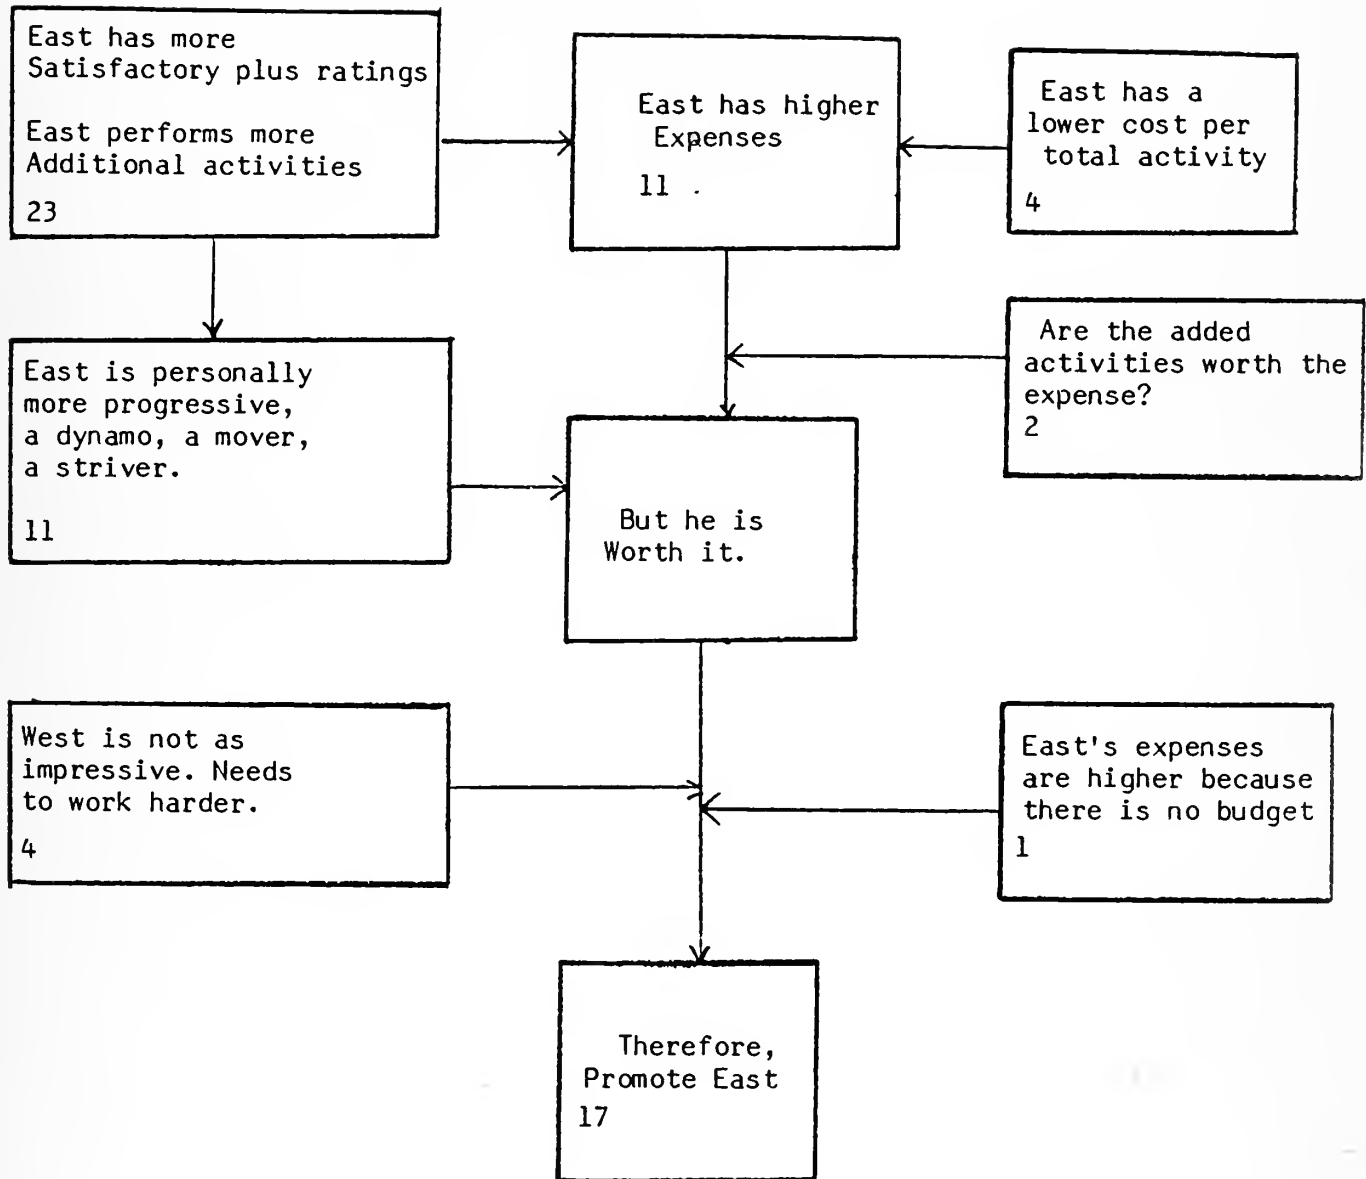 East has more
Satisfactory plus ratings
East performs more
Additional activities
23
East has higher
Expenses
11 .
East has a
lower cost per
total activity
4
Are the added
activities worth the
expense?
2
East is personally
more progressive,
a dynamo, a mover,
a striver.
11
But he is
Worth it.
West is not as
impressive. Needs
to work harder.
4
East's expenses
are higher because
there is no budget
1
Therefore,
Promote East
17